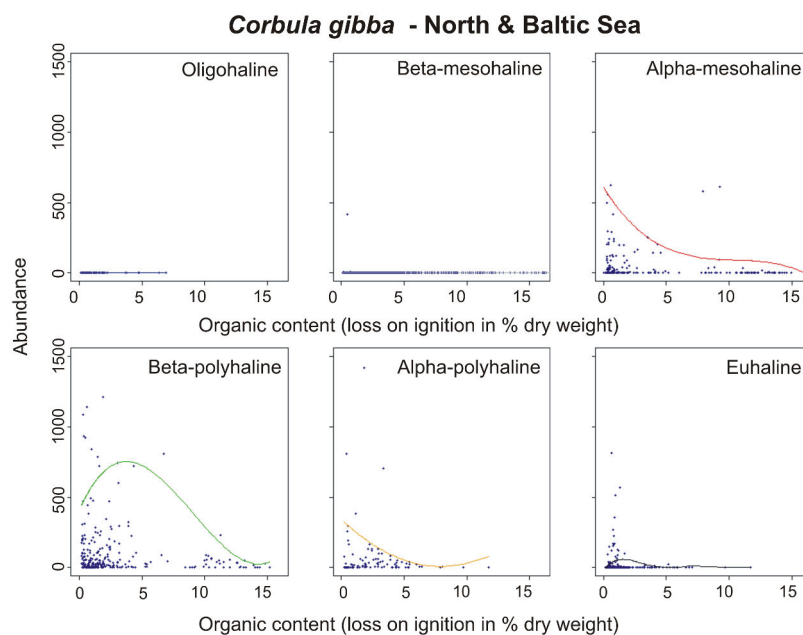 Corbula gibba - North & Baltic Sea
Oligohaline
Beta-mesohaline
Alpha-mesohaline
1500
1000
500
0
0 5 10 15
0 5 10 15
0 5 10 15
Organic content (loss on ignition in % dry weight)
Abundance
Beta-polyhaline
Alpha-polyhaline
Euhaline
1500
1000
500
0
0 5 10 15
0 5 10 15
0 5 10 15
Organic content (loss on ignition in % dry weight)